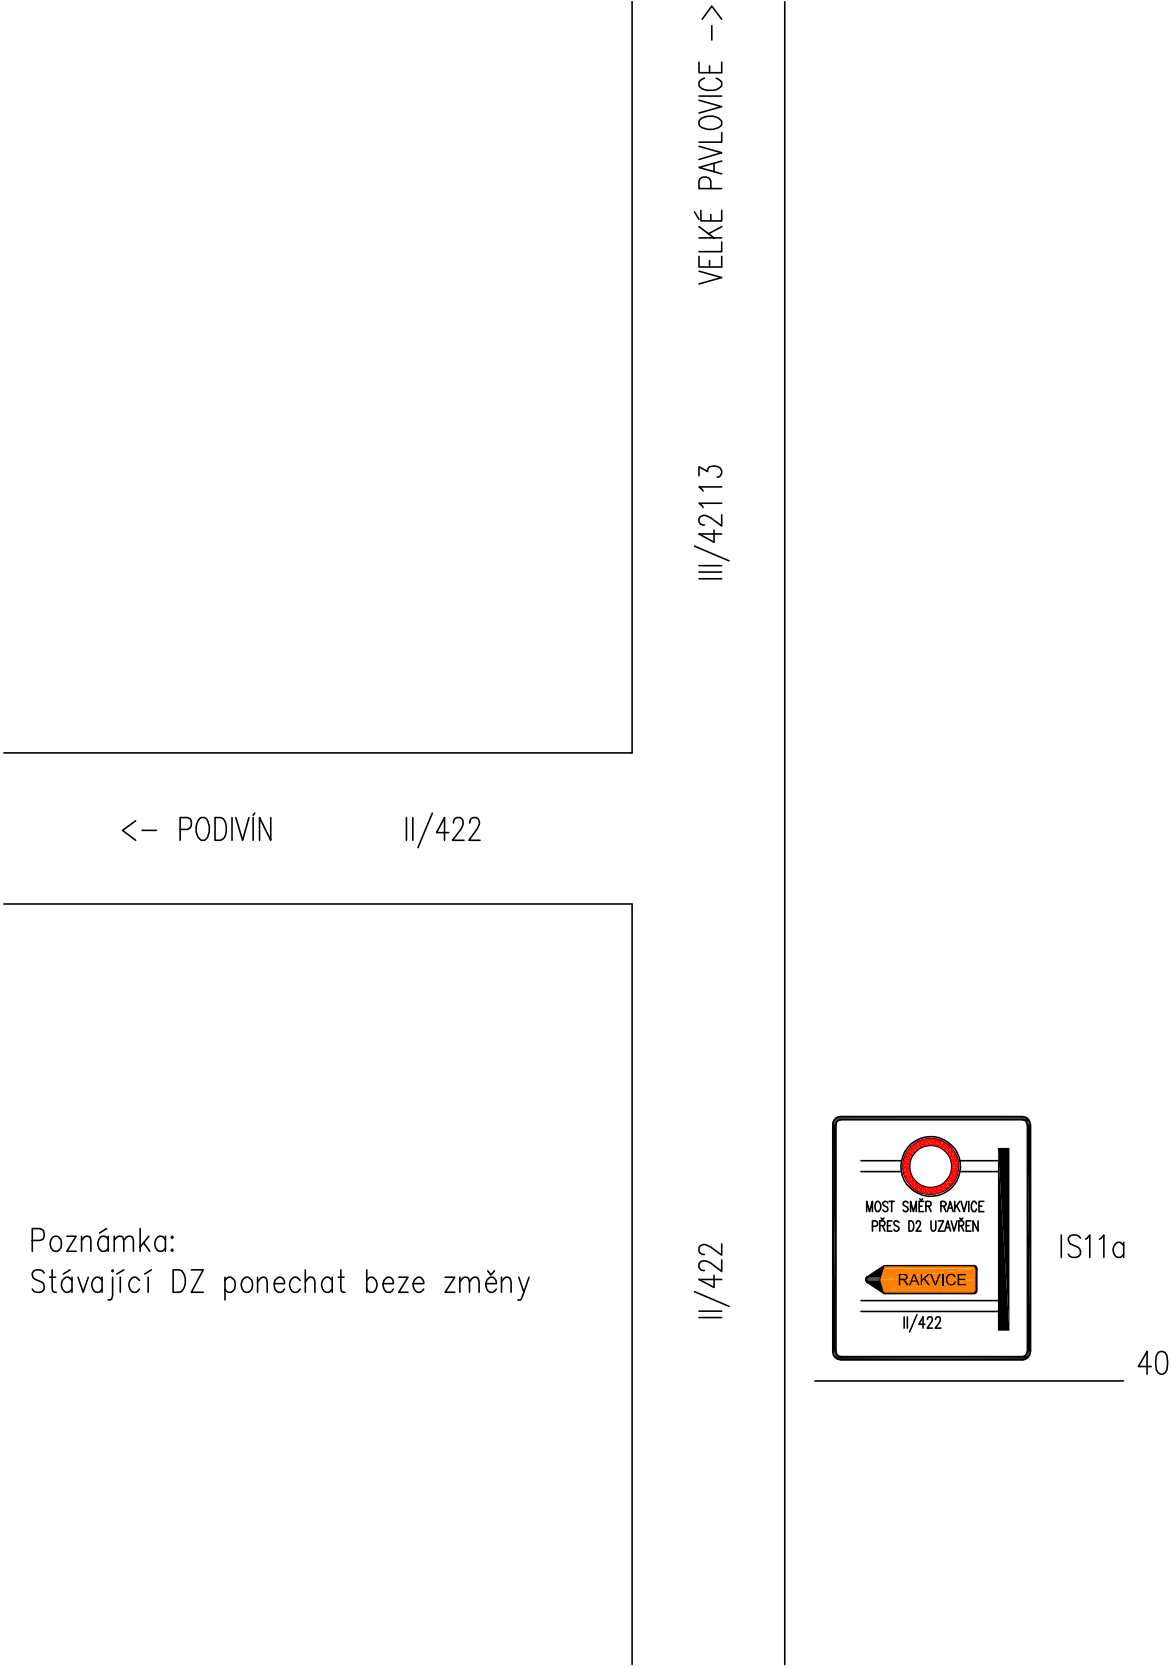 VELKÉ PAVLOVICE ->
III/42113
<- PODIVÍN II/422
Poznámka:
Stávající DZ ponechat beze změny
II/422
MOST SMĚR RAKVICE
PŘES D2 UZAVŘEN
RAKVICE
II/422
IS11a
40